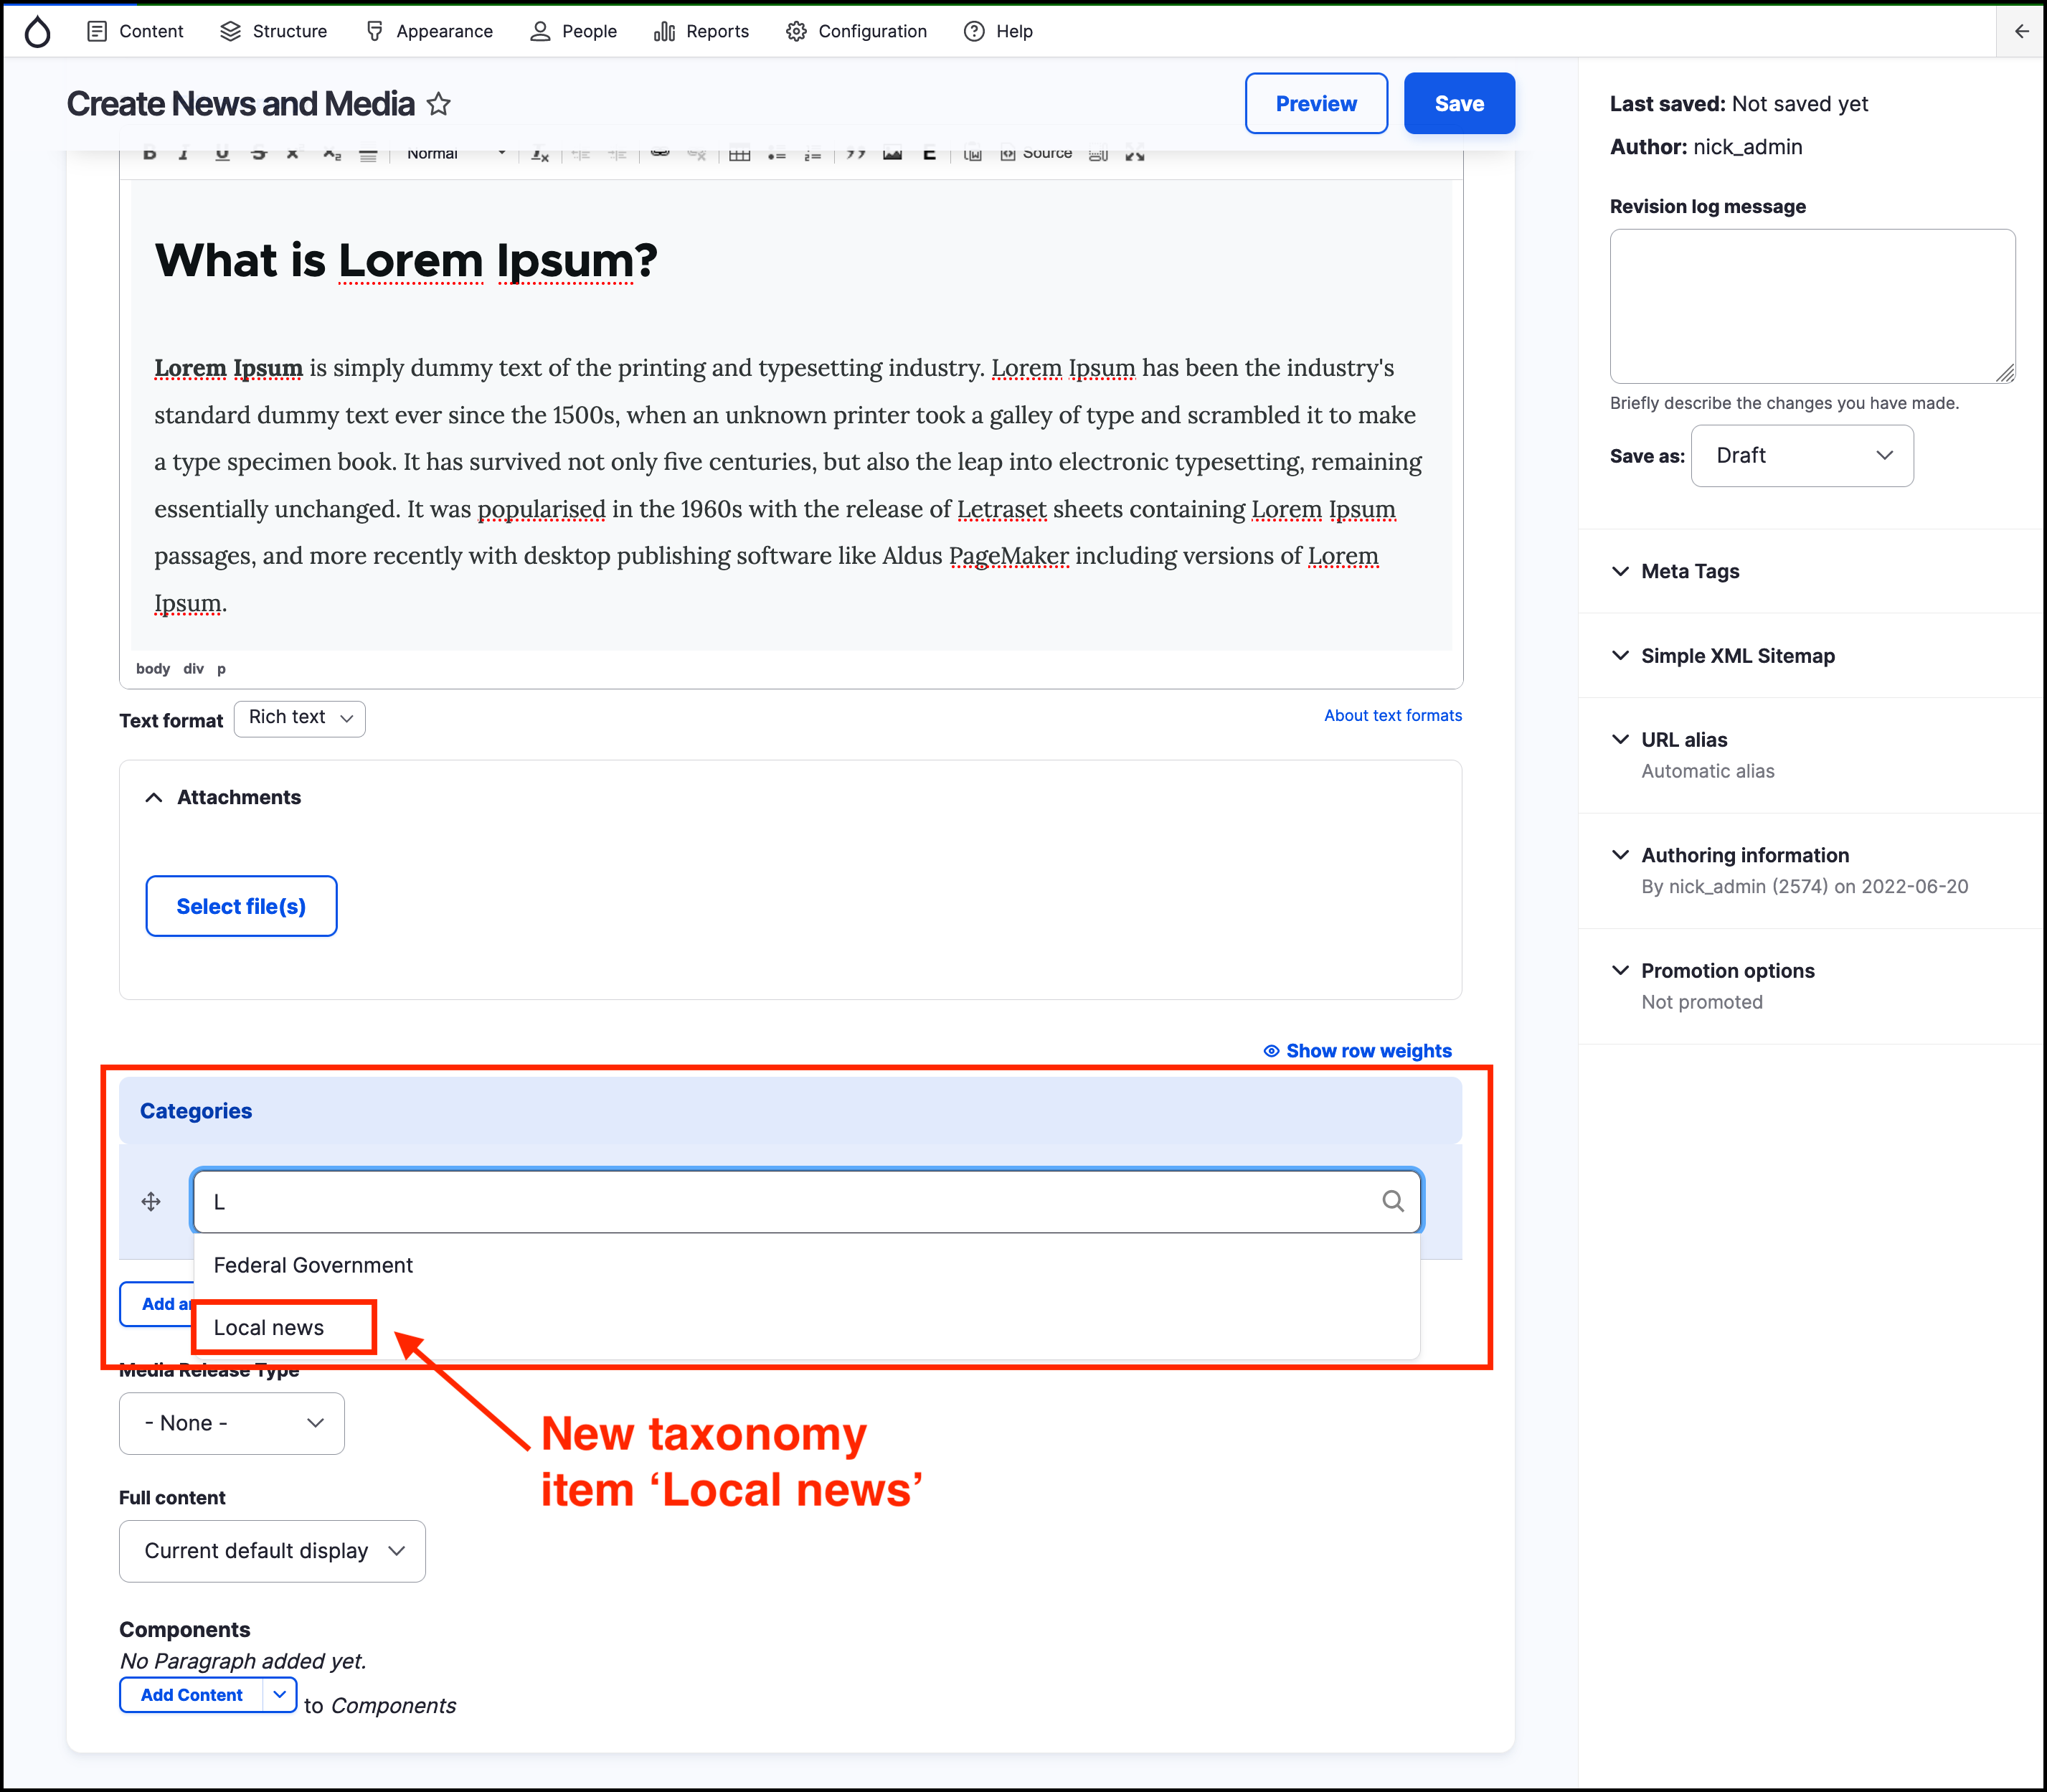 Content
Structure
Appearance
People
Reports
Configuration
Help
Create News and Media
Preview
Save
B I U S x x₂ Normal Source
What is Lorem Ipsum?
Lorem Ipsum is simply dummy text of the printing and typesetting industry. Lorem Ipsum has been the industry's
standard dummy text ever since the 1500s, when an unknown printer took a galley of type and scrambled it to make
a type specimen book. It has survived not only five centuries, but also the leap into electronic typesetting, remaining
essentially unchanged. It was popularised in the 1960s with the release of Letraset sheets containing Lorem Ipsum
passages, and more recently with desktop publishing software like Aldus PageMaker including versions of Lorem
Ipsum.
body div p
Text format Rich text
About text formats
Attachments
Select file(s)
Show row weights
Categories
L
Federal Government
Add an
Local news
Media Release Type
- None -
New taxonomy
item ‘Local news’
Full content
Current default display
Components
No Paragraph added yet.
Add Content to Components
Last saved: Not saved yet
Author: nick_admin
Revision log message
Briefly describe the changes you have made.
Save as: Draft
Meta Tags
Simple XML Sitemap
URL alias
Automatic alias
Authoring information
By nick_admin (2574) on 2022-06-20
Promotion options
Not promoted